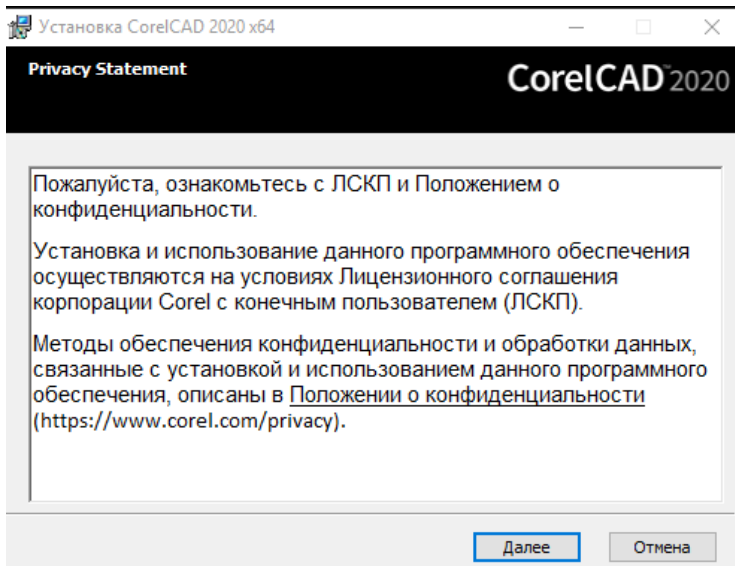 Установка CorelCAD 2020 x64
Privacy Statement
CorelCAD™2020
Пожалуйста, ознакомьтесь с ЛСКП и Положением о
конфиденциальности.
Установка и использование данного программного обеспечения
осуществляются на условиях Лицензионного соглашения
корпорации Corel с конечным пользователем (ЛСКП).
Методы обеспечения конфиденциальности и обработки данных,
связанные с установкой и использованием данного программного
обеспечения, описаны в Положении о конфиденциальности
(https://www.corel.com/privacy).
Далее
Отмена